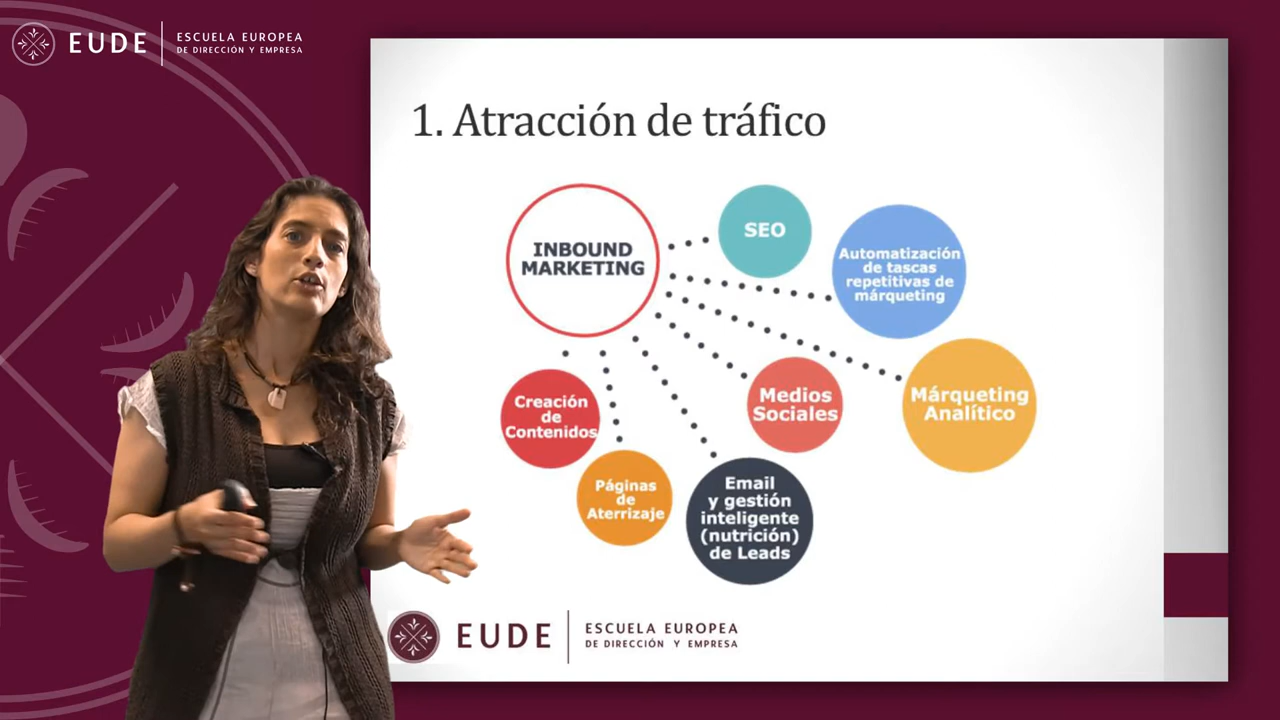 EUDE
ESCUELA EUROPEA
DE DIRECCIÓN Y EMPRESA
1. Atracción de tráfico
INBOUND
MARKETING
SEO
Automatización
de tascas
repetitivas de
márqueting
Medios
Sociales
Márqueting
Analítico
Creación
de
Contenidos
Páginas
de
Aterrizaje
Email
y gestión
inteligente
(nutrición)
de Leads
EUDE
ESCUELA EUROPEA
DE DIRECCIÓN Y EMPRESA